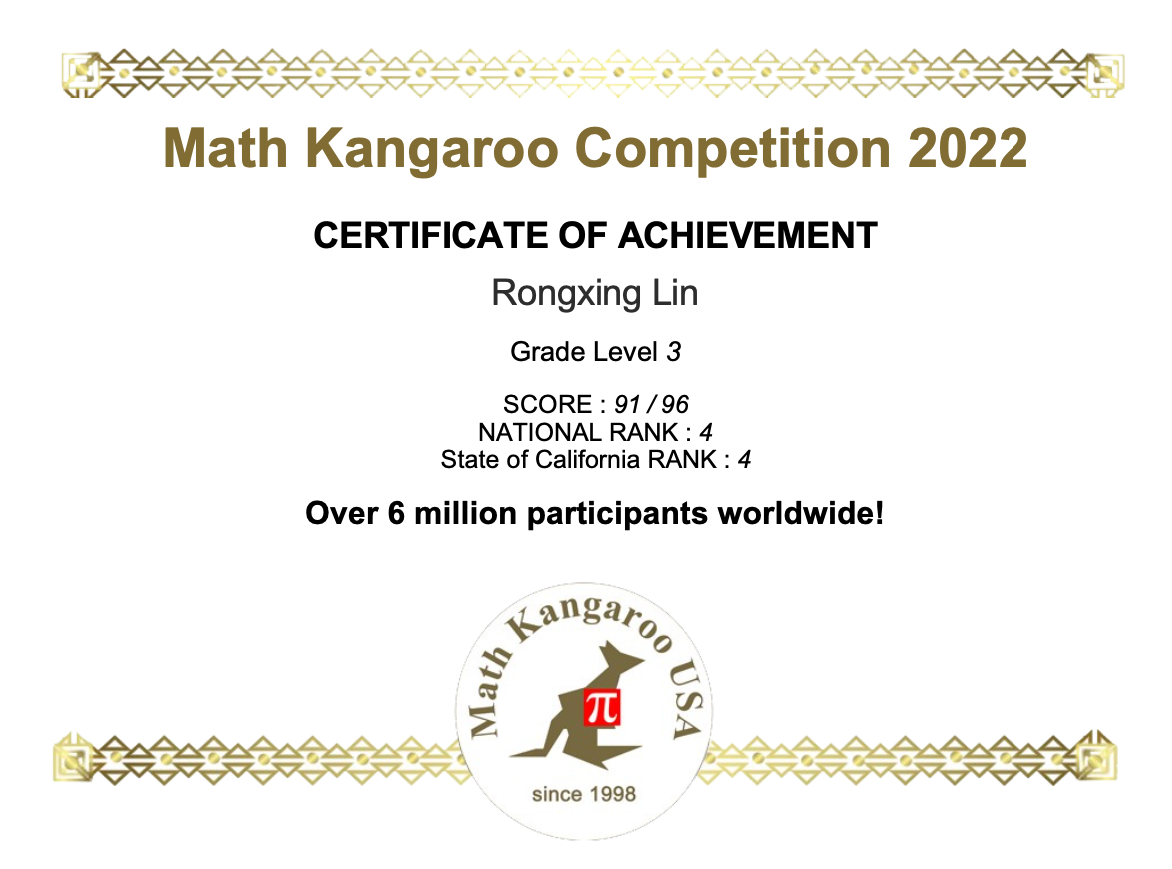 Math Kangaroo Competition 2022
CERTIFICATE OF ACHIEVEMENT
Rongxing Lin
Grade Level 3
SCORE : 91 / 96
NATIONAL RANK : 4
State of California RANK : 4
Over 6 million participants worldwide!
Math Kangaroo USA
π
since 1998